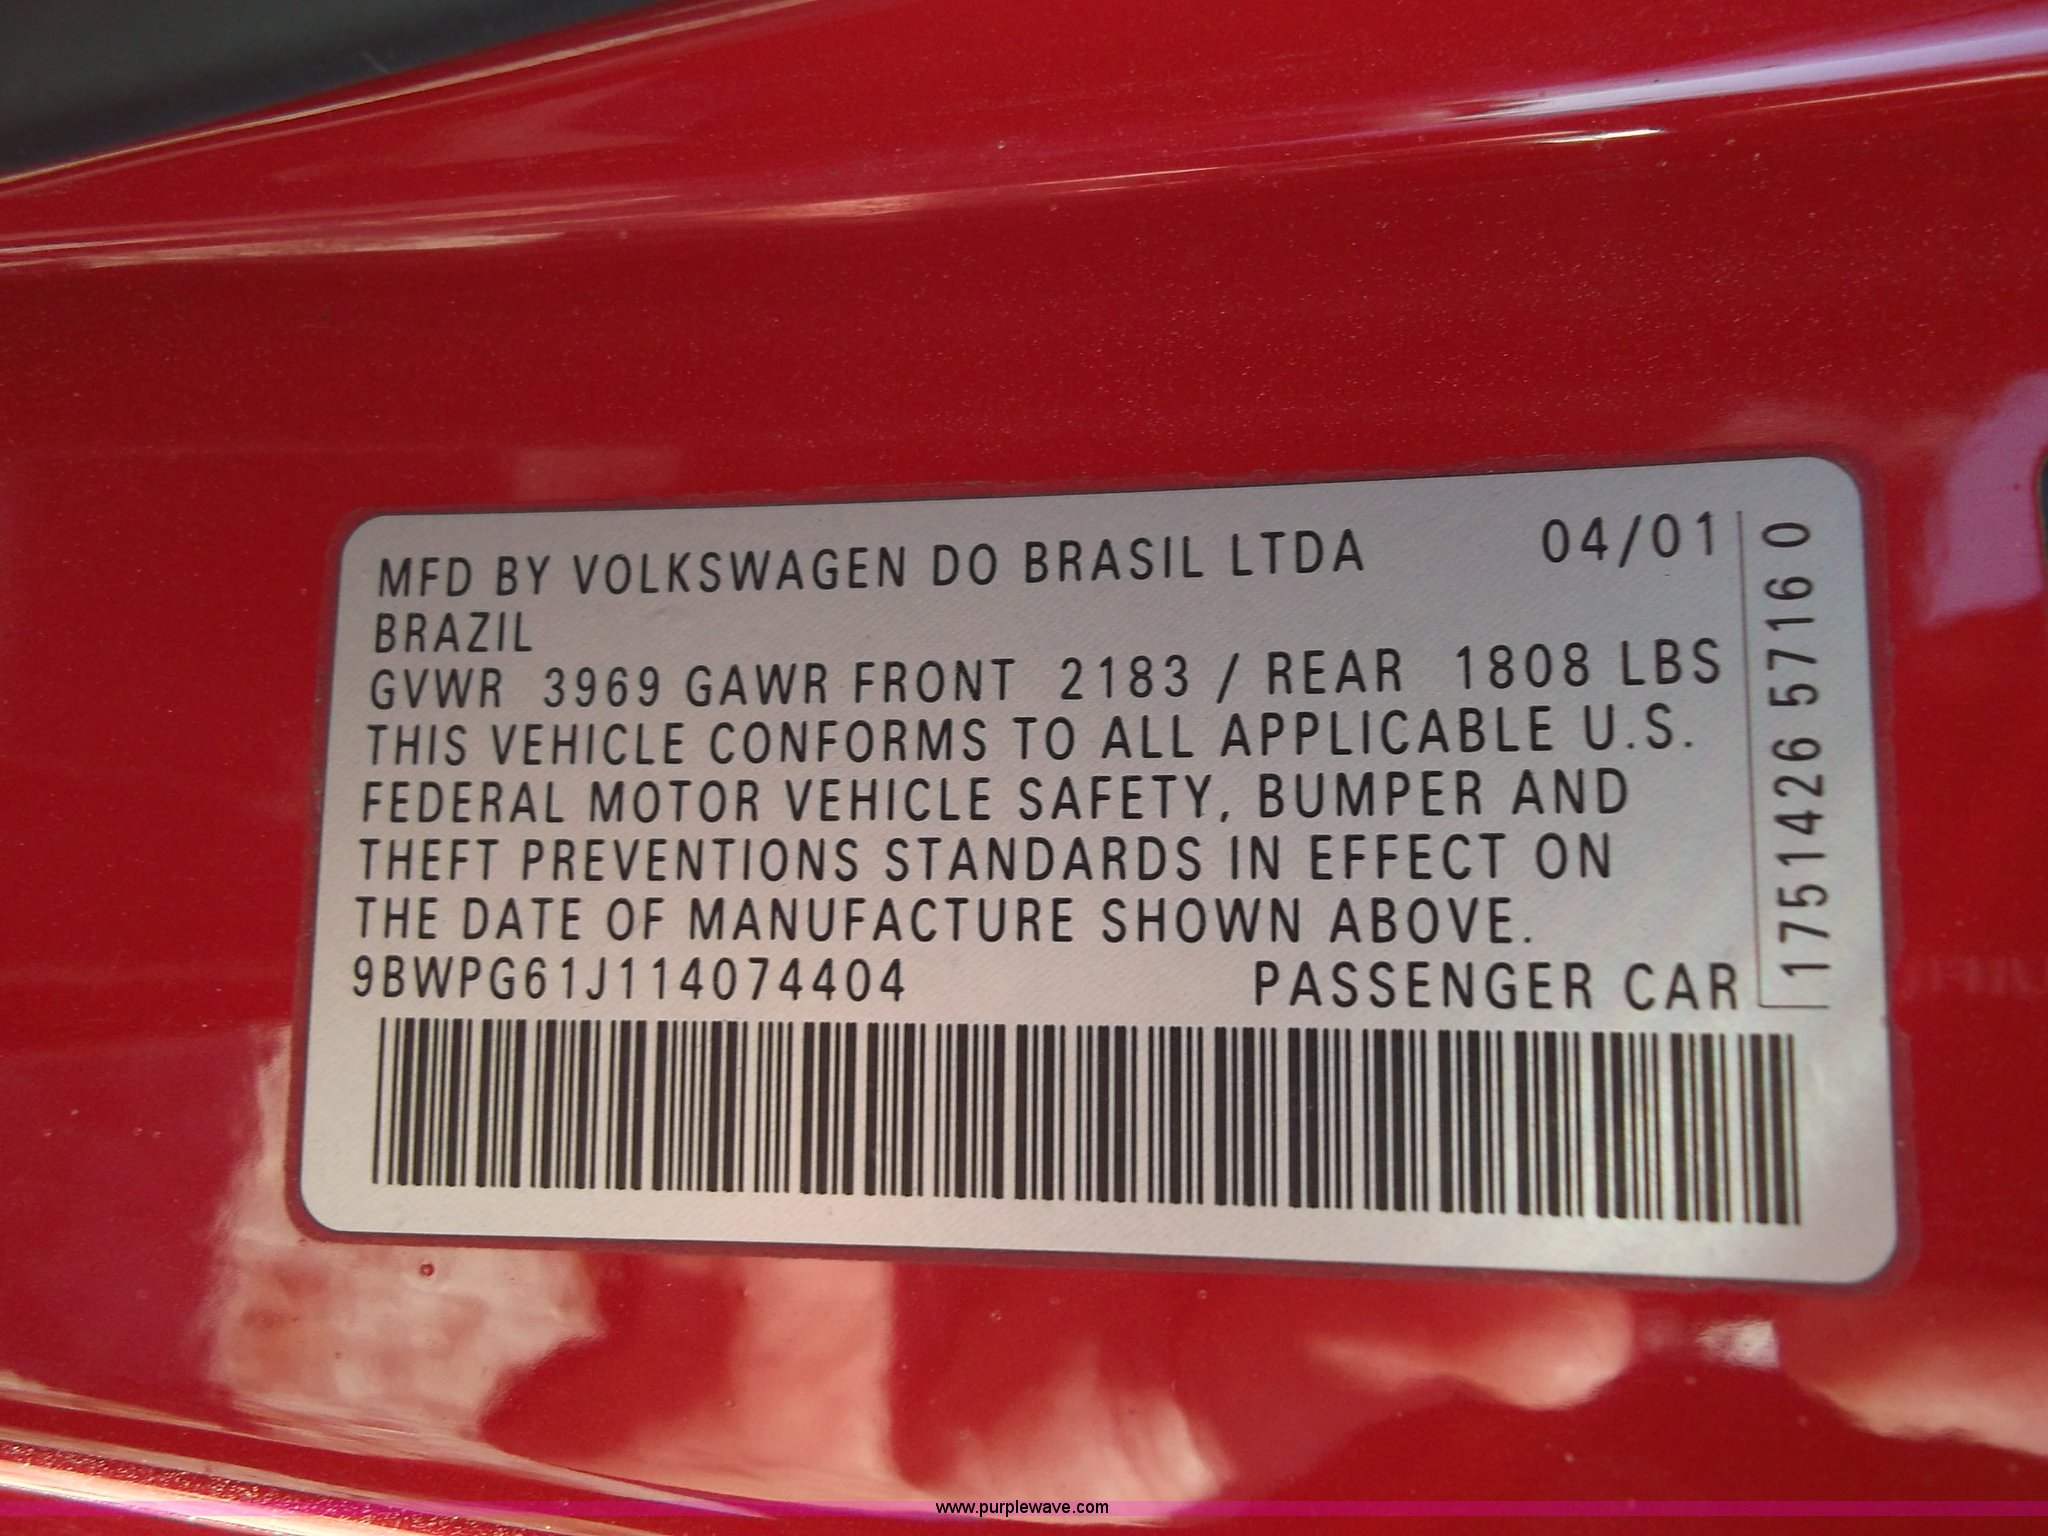 MFD BY VOLKSWAGEN DO BRASIL LTDA 04/01
BRAZIL
GVWR 3969 GAWR FRONT 2183 / REAR 1808 LBS
THIS VEHICLE CONFORMS TO ALL APPLICABLE U.S.
FEDERAL MOTOR VEHICLE SAFETY, BUMPER AND
THEFT PREVENTIONS STANDARDS IN EFFECT ON
THE DATE OF MANUFACTURE SHOWN ABOVE.
9BWPG61J114074404 PASSENGER CAR
1751426 5716 0
www.purplewave.com